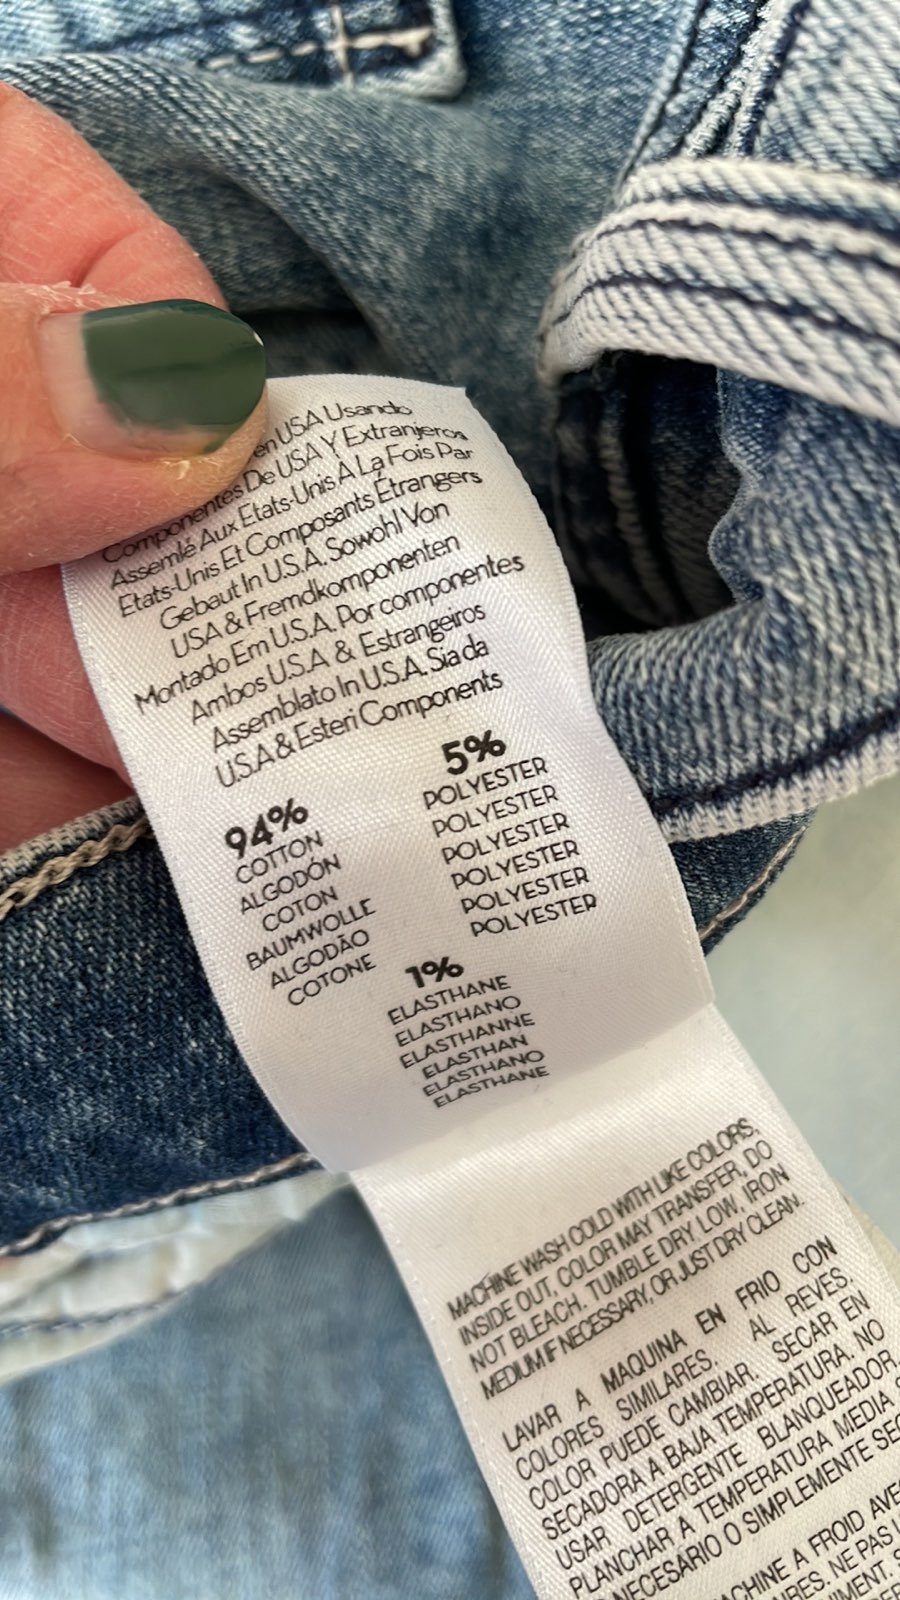 en USA Usando
Componentes De USA Y Extranjeros
Assemlé Aux Etats-Unis A La Fois Par
Etats-Unis Et Composants Étrangers
Gebaut In U.S.A. Sowohl Von
USA & Fremdkomponenten
Montado Em U.S.A. Por componentes
Ambos U.S.A & Estrangeiros
Assemblato In U.S.A. Sia da
U.S.A & Esteri Components
94%
COTTON
ALGODÓN
COTON
BAUMWOLLE
ALGODÃO
COTONE
5%
POLYESTER
POLYESTER
POLYESTER
POLYESTER
POLYESTER
POLYESTER
1%
ELASTHANE
ELASTHANO
ELASTHANNE
ELASTHAN
ELASTHANO
ELASTHANE
MACHINE WASH COLD WITH LIKE COLORS,
INSIDE OUT, COLOR MAY TRANSFER, DO
NOT BLEACH. TUMBLE DRY LOW, IRON
MEDIUM IF NECESSARY, OR JUST DRY CLEAN.
LAVAR A MAQUINA EN FRIO CON
COLORES SIMILARES. AL REVES.
COLOR PUEDE CAMBIAR. SECAR EN
SECADORA A BAJA TEMPERATURA. NO
USAR DETERGENTE BLANQUEADOR.
PLANCHAR A TEMPERATURA MEDIA
NECESARIO O SIMPLEMENTE
A FROID
NE PAS